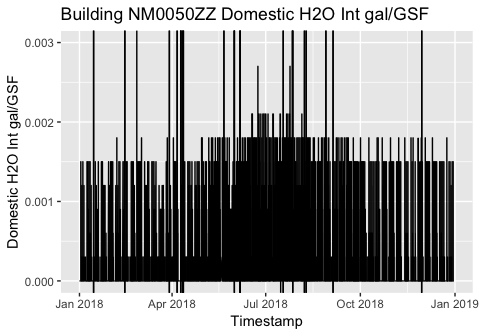 Building NM0050ZZ Domestic H2O Int gal/GSF
Domestic H2O Int gal/GSF
0.003
0.002
0.001
0.000
Jan 2018 Apr 2018 Jul 2018 Oct 2018 Jan 2019
Timestamp